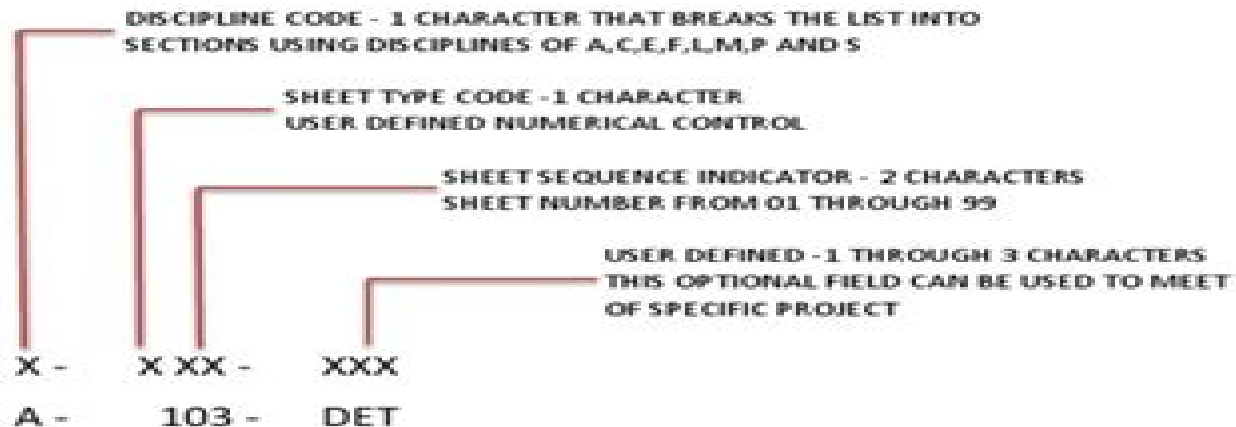 DISCIPLINE CODE - 1 CHARACTER THAT BREAKS THE LIST INTO
SECTIONS USING DISCIPLINES OF A,C,E,F,L,M,P AND S
SHEET TYPE CODE -1 CHARACTER
USER DEFINED NUMERICAL CONTROL
SHEET SEQUENCE INDICATOR - 2 CHARACTERS
SHEET NUMBER FROM 01 THROUGH 99
USER DEFINED -1 THROUGH 3 CHARACTERS
THIS OPTIONAL FIELD CAN BE USED TO MEET
OF SPECIFIC PROJECT
X - X XX - XXX
A - 103 - DET